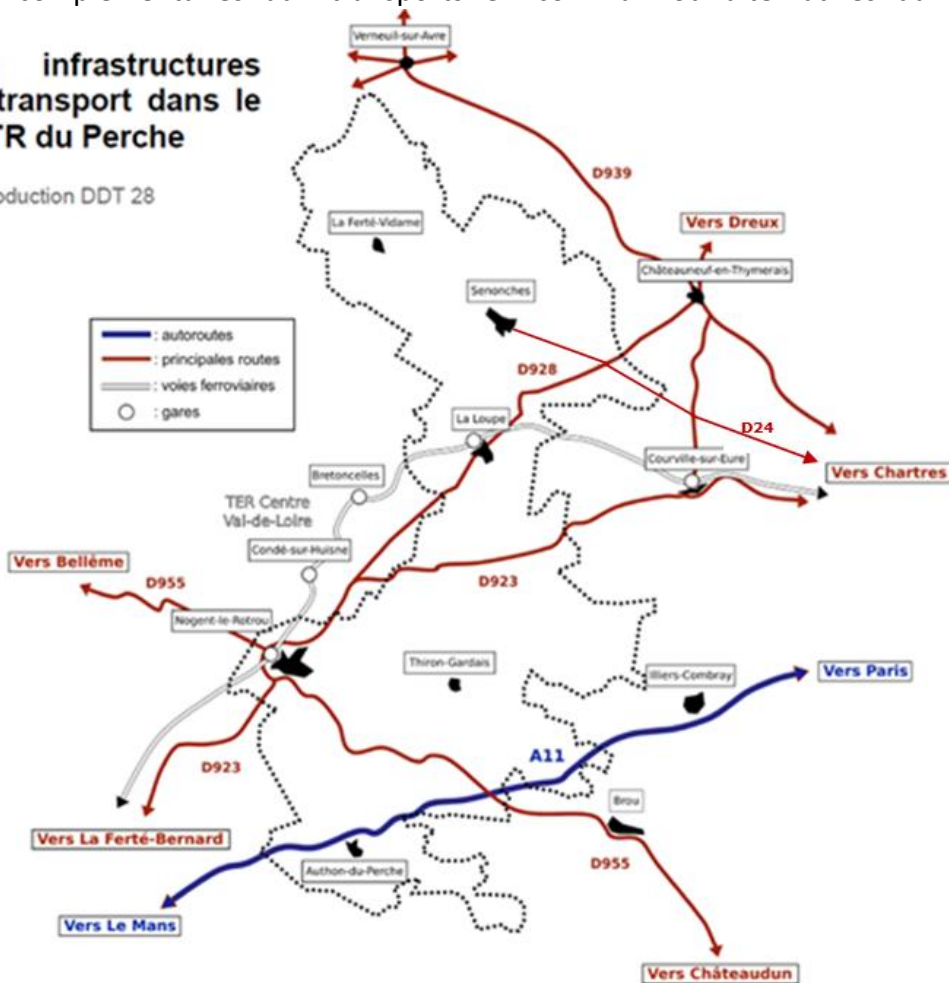 infrastructures
transport dans le
TR du Perche
oduction DDT 28
Verneuil-sur-Avre
D939
Vers Dreux
La Ferté-Vidame
Châteauneuf-en-Thymerais
Senonches
: autoroutes
: principales routes
: voies ferroviaires
: gares
D928
La Loupe
D24
Courville-sur-Eure
Vers Chartres
Bretoncelles
TER Centre
Val-de-Loire
Condé-sur-Huisne
Vers Bellême
D955
D923
Nogent-le-Rotrou
Thiron-Gardais
Illiers-Combray
Vers Paris
A11
D923
Brou
Vers La Ferté-Bernard
D955
Authon-du-Perche
Vers Le Mans
Vers Châteaudun